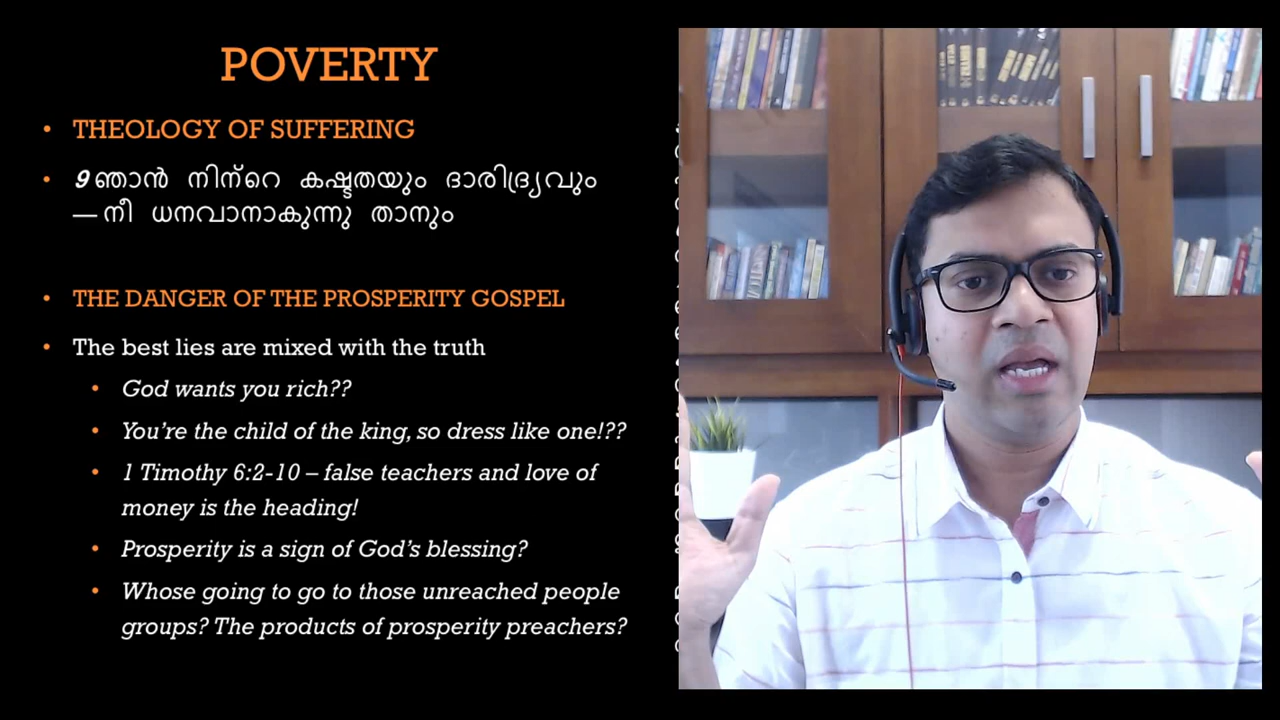 POVERTY
• THEOLOGY OF SUFFERING
• 9 ഞാൻ നിന്റെ കഷ്ടതയും ദാരിദ്ര്യവും
— നീ ധനവാനാകുന്നു താനും
• THE DANGER OF THE PROSPERITY GOSPEL
• The best lies are mixed with the truth
• God wants you rich??
• You're the child of the king, so dress like one!??
• 1 Timothy 6:2-10 – false teachers and love of
money is the heading!
• Prosperity is a sign of God's blessing?
• Whose going to go to those unreached people
groups? The products of prosperity preachers?